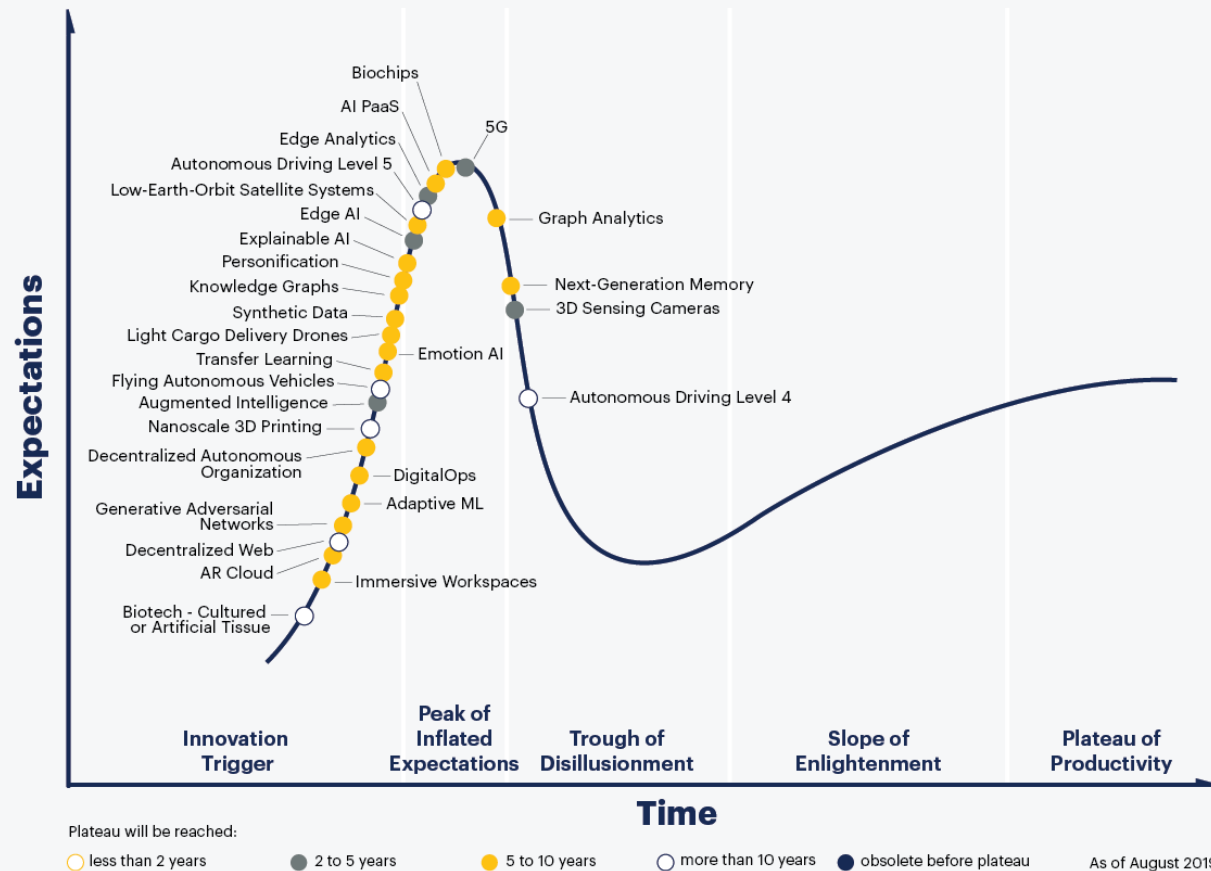 Expectations
Biochips
AI PaaS
5G
Edge Analytics
Autonomous Driving Level 5
Low-Earth-Orbit Satellite Systems
Edge AI
Graph Analytics
Explainable AI
Personification
Knowledge Graphs
Next-Generation Memory
Synthetic Data
3D Sensing Cameras
Light Cargo Delivery Drones
Emotion AI
Transfer Learning
Flying Autonomous Vehicles
Augmented Intelligence
Autonomous Driving Level 4
Nanoscale 3D Printing
Decentralized Autonomous
Organization
DigitalOps
Adaptive ML
Generative Adversarial
Networks
Decentralized Web
AR Cloud
Immersive Workspaces
Biotech - Cultured
or Artificial Tissue
Innovation
Trigger
Peak of
Inflated
Expectations
Trough of
Disillusionment
Slope of
Enlightenment
Plateau of
Productivity
Time
Plateau will be reached:
less than 2 years
2 to 5 years
5 to 10 years
more than 10 years
obsolete before plateau
As of August 2019